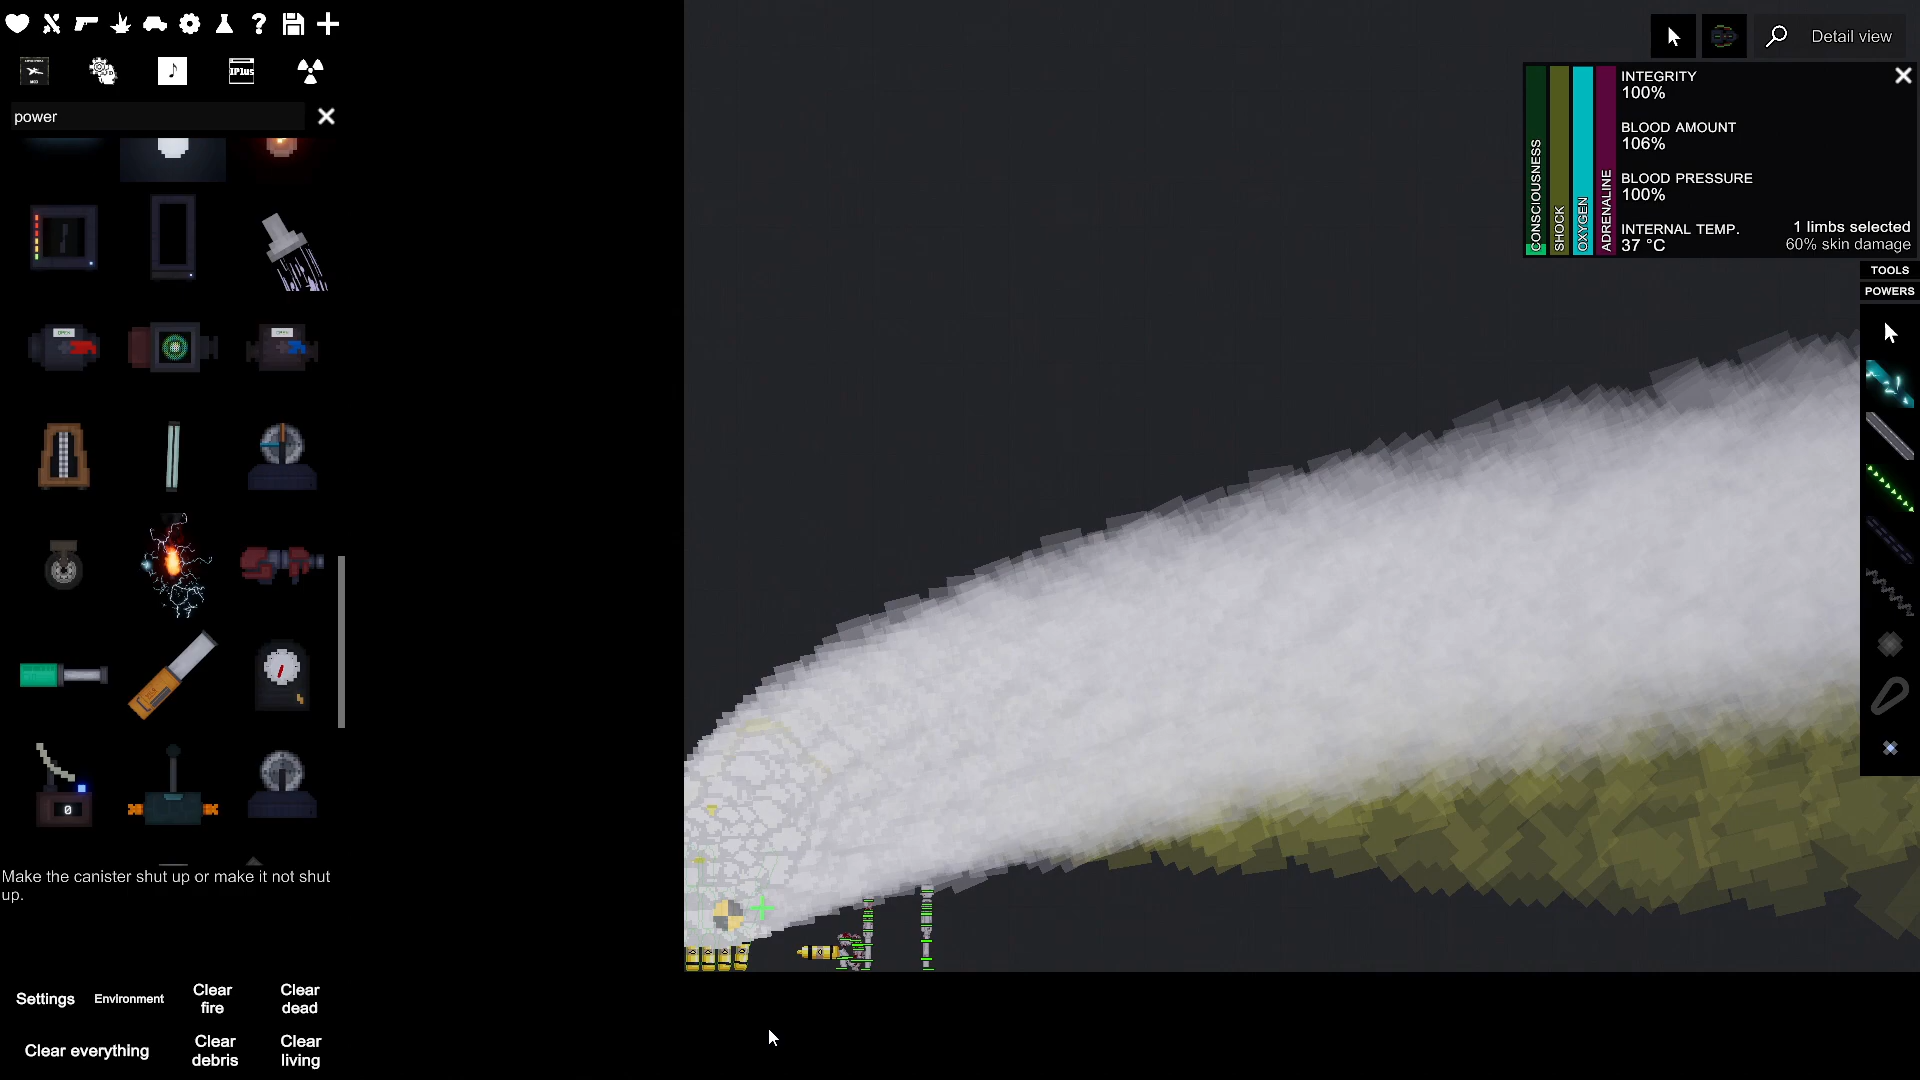 IPlus
power
Detail view
INTEGRITY
100%
BLOOD AMOUNT
106%
BLOOD PRESSURE
100%
INTERNAL TEMP.
37 °C
CONSCIOUSNESS
SHOCK
OXYGEN
ADRENALINE
1 limbs selected
60% skin damage
TOOLS
POWERS
0
Make the canister shut up or make it not shut
up.
Settings
Environment
Clear
fire
Clear
dead
Clear everything
Clear
debris
Clear
living